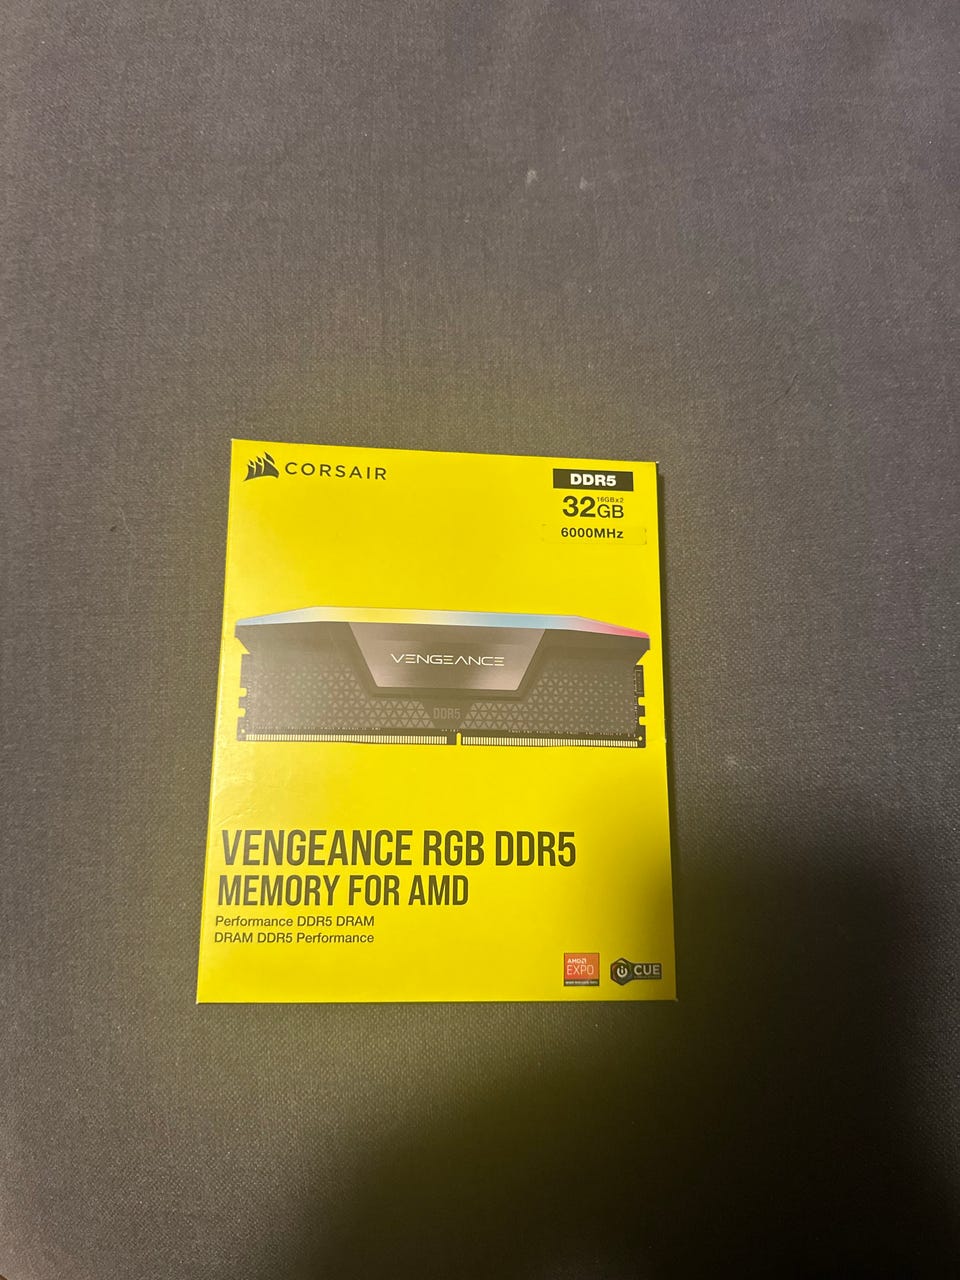 CORSAIR
DDR5
32GB 16GBx2
6000MHz
VENGEANCE
DDR5
VENGEANCE RGB DDR5
MEMORY FOR AMD
Performance DDR5 DRAM
DRAM DDR5 Performance
AMD
EXPO
CUE